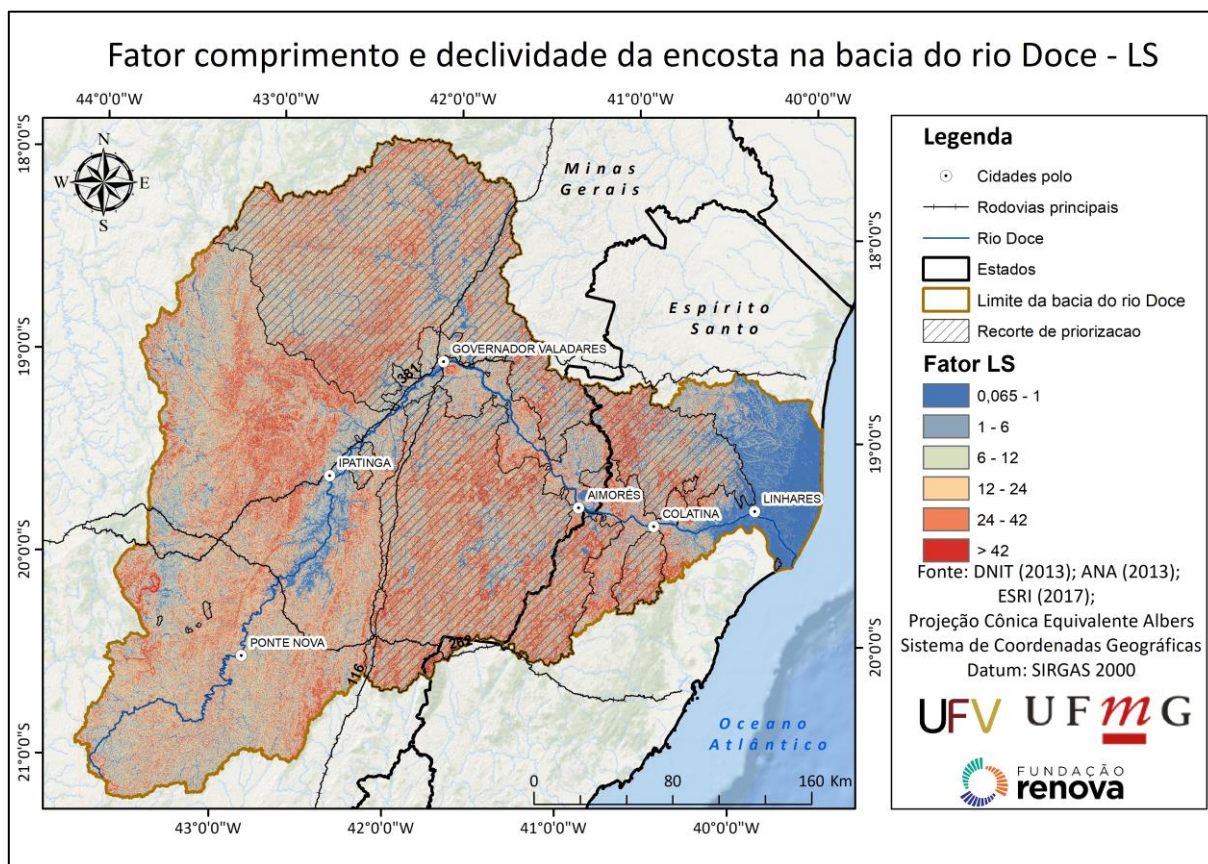 Fator comprimento e declividade da encosta na bacia do rio Doce - LS
44°0'0"W 43°0'0"W 42°0'0"W 41°0'0"W 40°0'0"W
18°0'0"S
19°0'0"S
20°0'0"S
21°0'0"S
N
W E
S
Minas
Gerais
Espírito
Santo
GOVERNADOR VALADARES
381
IPATINGA
AIMORÉS
COLATINA
LINHARES
PONTE NOVA
262
116
Oceano
Atlântico
0 80 160 Km
18°0'0"S
19°0'0"S
20°0'0"S
43°0'0"W 42°0'0"W 41°0'0"W 40°0'0"W
Legenda
Cidades polo
Rodovias principais
Rio Doce
Estados
Limite da bacia do rio Doce
Recorte de priorizacao
Fator LS
0,065 - 1
1 - 6
6 - 12
12 - 24
24 - 42
> 42
Fonte: DNIT (2013); ANA (2013);
ESRI (2017);
Projeção Cônica Equivalente Albers
Sistema de Coordenadas Geográficas
Datum: SIRGAS 2000
UFV UFmG
FUNDAÇÃO
renova